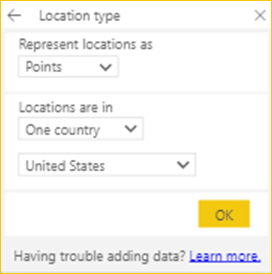 Location type
Represent locations as
Points
Locations are in
One country
United States
OK
Having trouble adding data? Learn more.